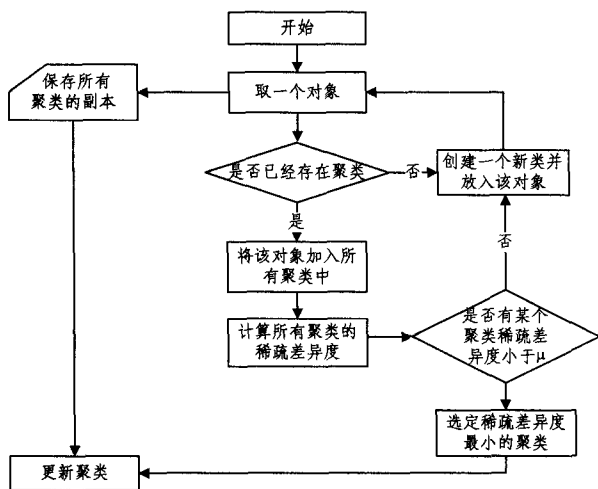 开始
保存所有
聚类的副本
取一个对象
是否已经存在聚类
否
创建一个新类并
放入该对象
是
将该对象加入所
有聚类中
否
计算所有聚类的
稀疏差异度
是否有某个
聚类稀疏差
异度小于μ
选定稀疏差异度
最小的聚类
更新聚类